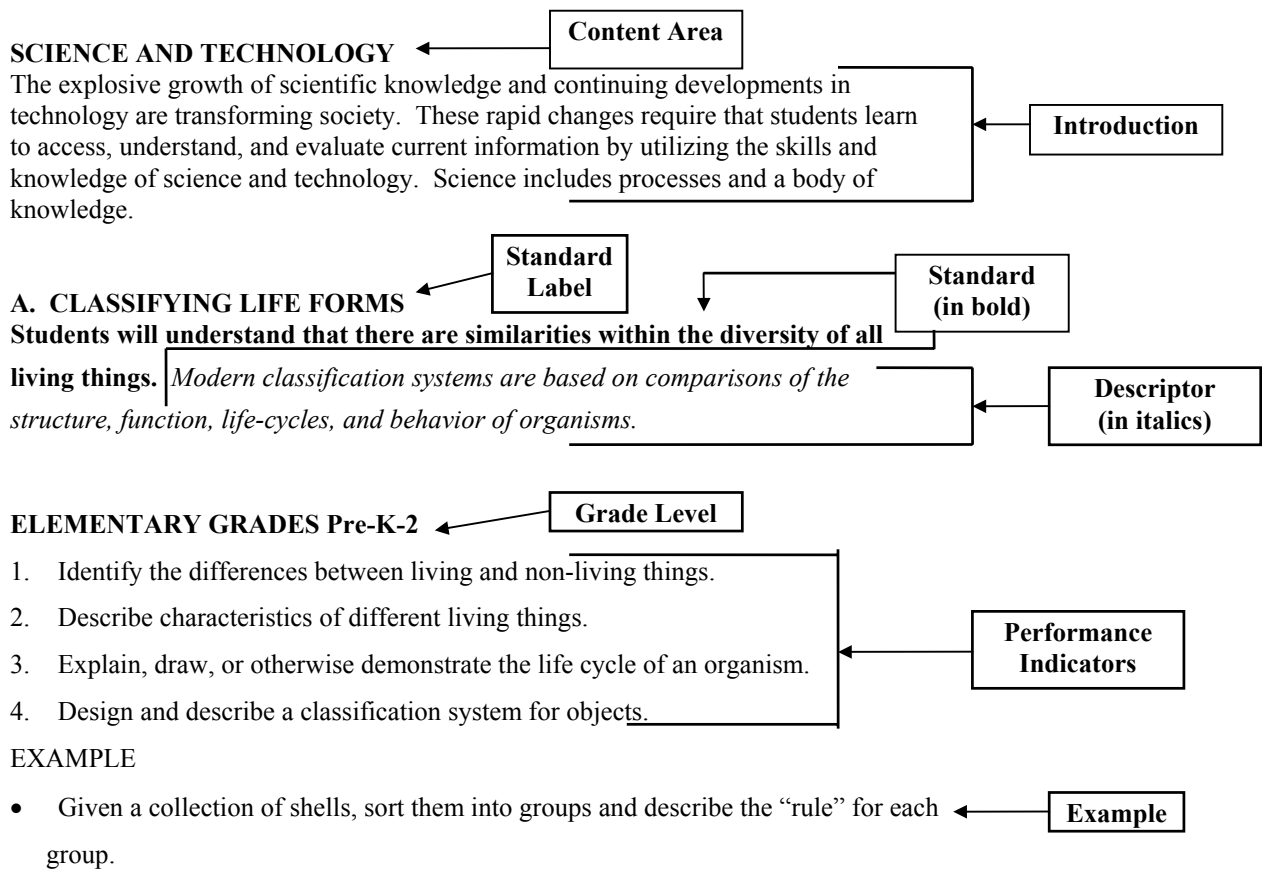 Content Area
SCIENCE AND TECHNOLOGY
The explosive growth of scientific knowledge and continuing developments in
technology are transforming society.  These rapid changes require that students learn
to access, understand, and evaluate current information by utilizing the skills and
knowledge of science and technology.  Science includes processes and a body of
knowledge.
Introduction
Standard
Label
Standard
(in bold)
A.  CLASSIFYING LIFE FORMS
Students will understand that there are similarities within the diversity of all
living things.  Modern classification systems are based on comparisons of the
structure, function, life-cycles, and behavior of organisms.
Descriptor
(in italics)
ELEMENTARY GRADES Pre-K-2
Grade Level
1.  Identify the differences between living and non-living things.
2.  Describe characteristics of different living things.
3.  Explain, draw, or otherwise demonstrate the life cycle of an organism.
4.  Design and describe a classification system for objects.
Performance
Indicators
EXAMPLE
•  Given a collection of shells, sort them into groups and describe the “rule” for each
group.
Example